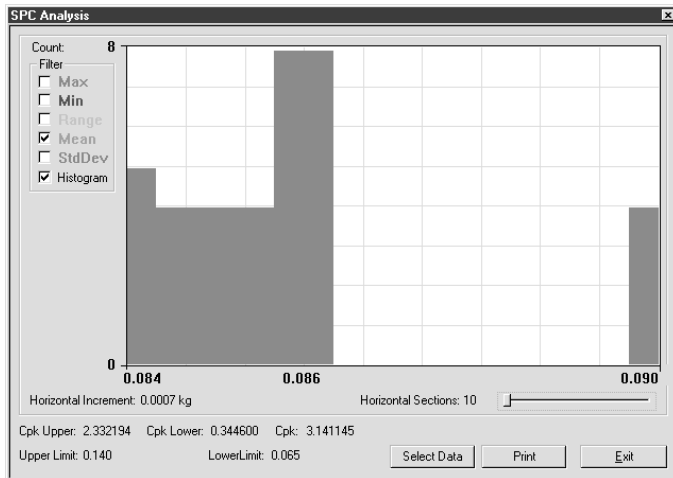 SPC Analysis
Count:
8
Filter
Max
Min
Range
Mean
StdDev
Histogram
0
0.084
0.086
0.090
Horizontal Increment: 0.0007 kg
Horizontal Sections: 10
Cpk Upper: 2.332194 Cpk Lower: 0.344600 Cpk: 3.141145
Upper Limit: 0.140 LowerLimit: 0.065
Select Data
Print
Exit